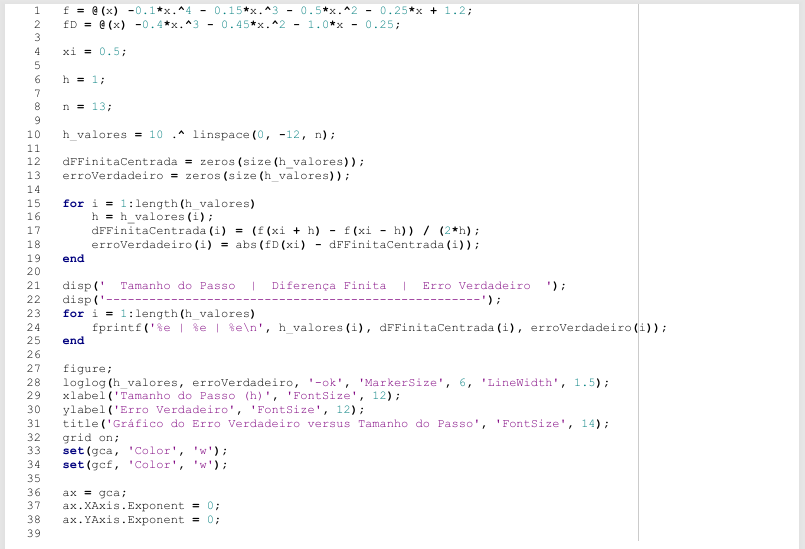 1 f = @(x) -0.1*x.^4 - 0.15*x.^3 - 0.5*x.^2 - 0.25*x + 1.2;
2 fD = @(x) -0.4*x.^3 - 0.45*x.^2 - 1.0*x - 0.25;
3
4 xi = 0.5;
5
6 h = 1;
7
8 n = 13;
9
10 h_valores = 10 .^ linspace(0, -12, n);
11
12 dFFinitaCentrada = zeros(size(h_valores));
13 erroVerdadeiro = zeros(size(h_valores));
14
15 for i = 1:length(h_valores)
16     h = h_valores(i);
17     dFFinitaCentrada(i) = (f(xi + h) - f(xi - h)) / (2*h);
18     erroVerdadeiro(i) = abs(fD(xi) - dFFinitaCentrada(i));
19 end
20
21 disp('  Tamanho do Passo  |  Diferença Finita  |  Erro Verdadeiro  ');
22 disp('----------------------------------------------------');
23 for i = 1:length(h_valores)
24     fprintf('%e | %e | %e\n', h_valores(i), dFFinitaCentrada(i), erroVerdadeiro(i));
25 end
26
27 figure;
28 loglog(h_valores, erroVerdadeiro, '-ok', 'MarkerSize', 6, 'LineWidth', 1.5);
29 xlabel('Tamanho do Passo (h)', 'FontSize', 12);
30 ylabel('Erro Verdadeiro', 'FontSize', 12);
31 title('Gráfico do Erro Verdadeiro versus Tamanho do Passo', 'FontSize', 14);
32 grid on;
33 set(gca, 'Color', 'w');
34 set(gcf, 'Color', 'w');
35
36 ax = gca;
37 ax.XAxis.Exponent = 0;
38 ax.YAxis.Exponent = 0;
39